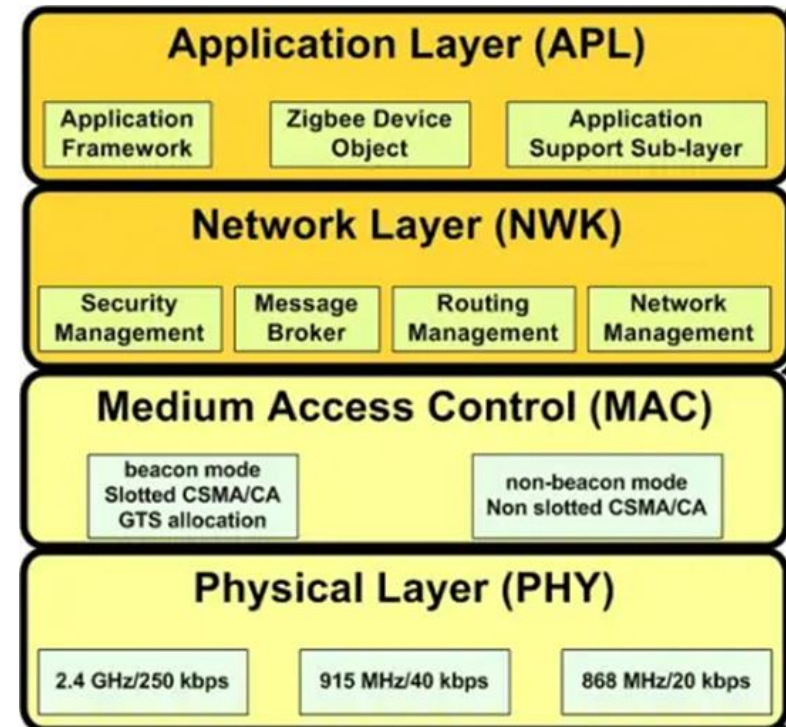 Application Layer (APL)
Application
Framework
Zigbee Device
Object
Application
Support Sub-layer
Network Layer (NWK)
Security
Management
Message
Broker
Routing
Management
Network
Management
Medium Access Control (MAC)
beacon mode
Slotted CSMA/CA
GTS allocation
non-beacon mode
Non slotted CSMA/CA
Physical Layer (PHY)
2.4 GHz/250 kbps
915 MHz/40 kbps
868 MHz/20 kbps